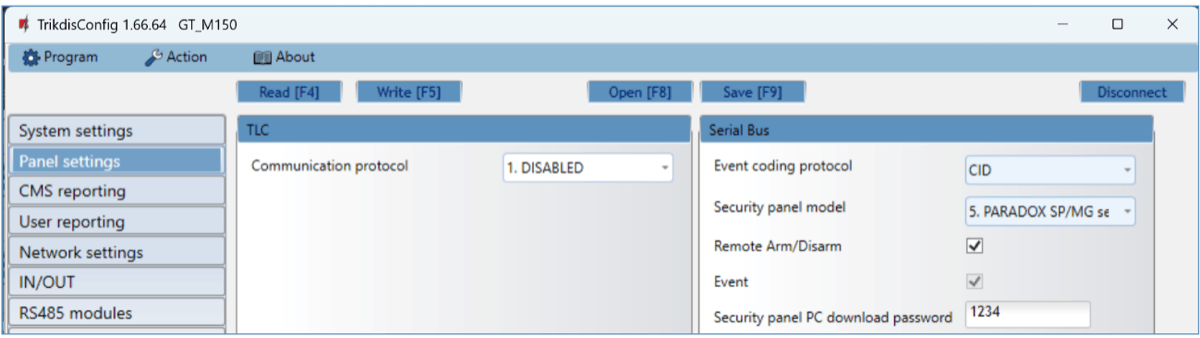 TrikdisConfig 1.66.64 GT_M150
Program Action About
Read [F4] Write [F5] Open [F8] Save [F9] Disconnect
System settings
Panel settings
CMS reporting
User reporting
Network settings
IN/OUT
RS485 modules
TLC
Communication protocol 1. DISABLED
Serial Bus
Event coding protocol CID
Security panel model 5. PARADOX SP/MG se
Remote Arm/Disarm
Event
Security panel PC download password 1234